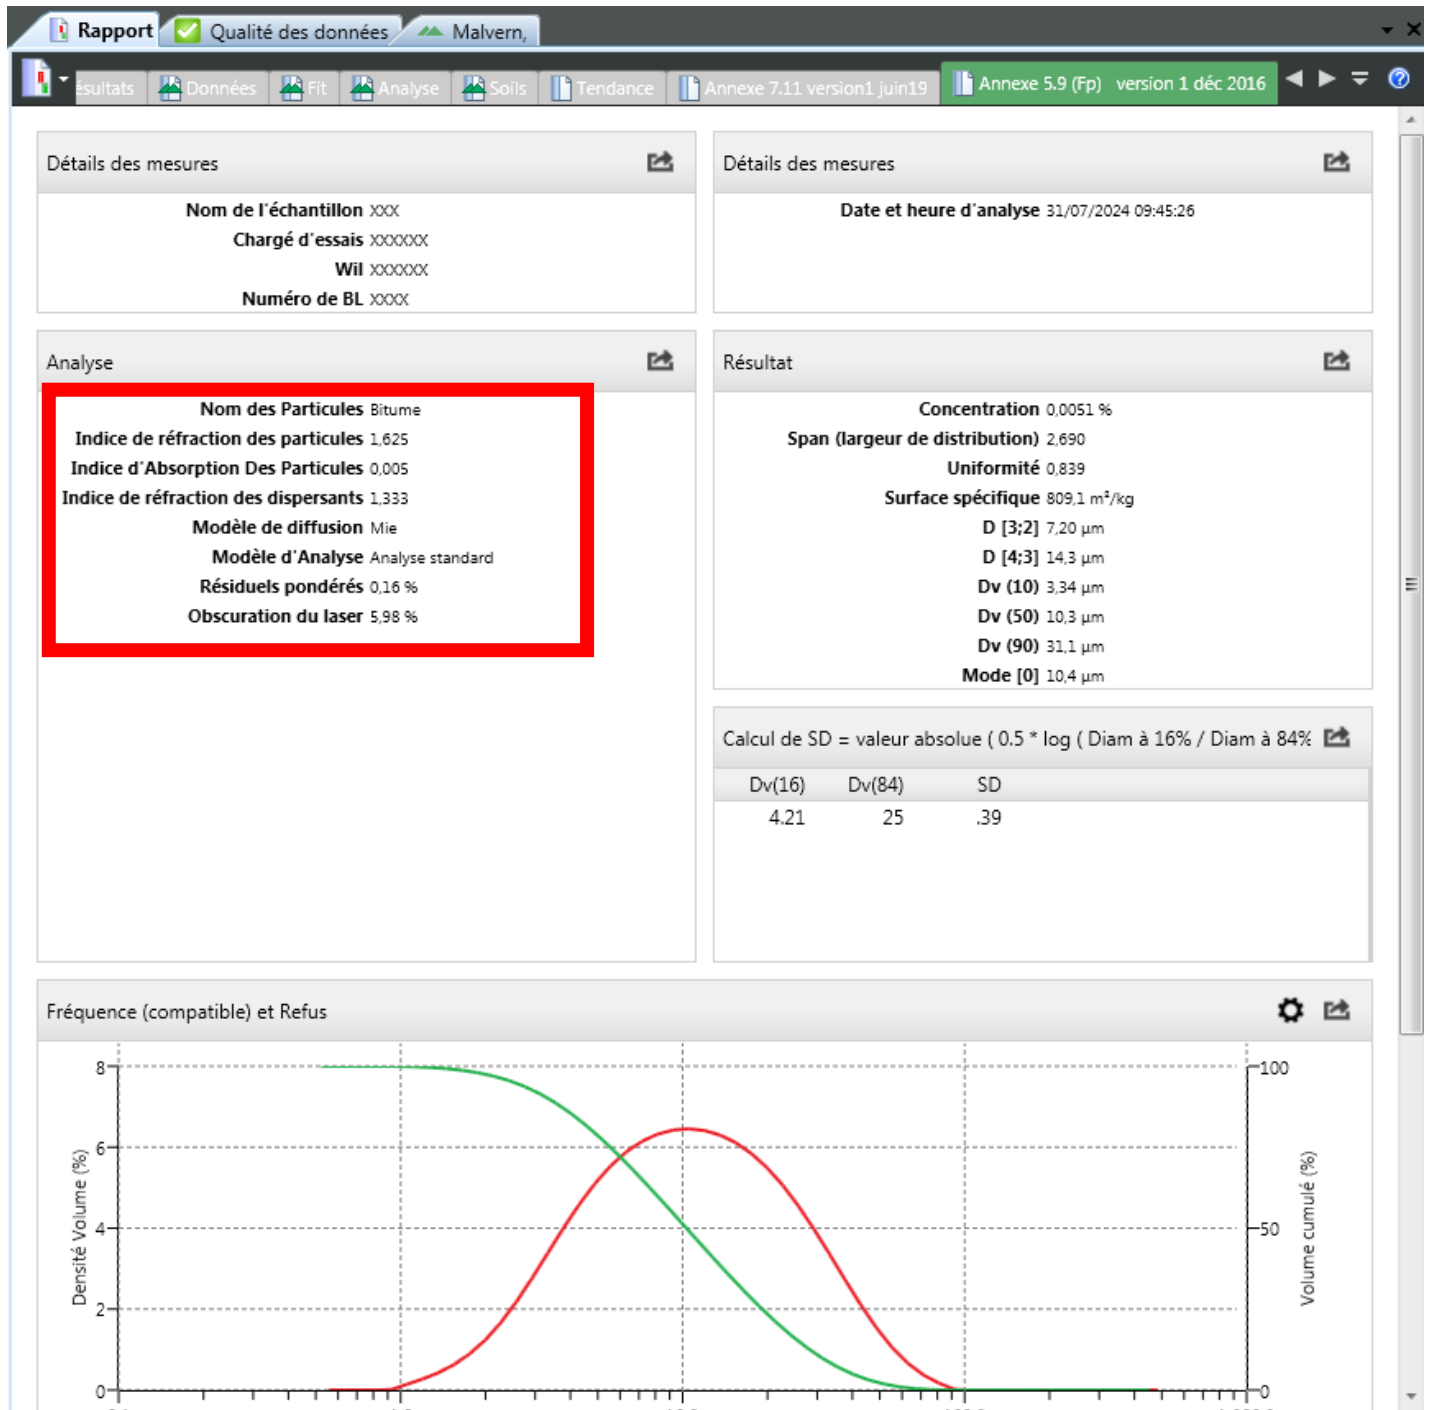 Rapport Qualité des données Malvern,
ésultats Données Fit Analyse Soils Tendance Annexe 7.11 version1 juin19 Annexe 5.9 (Fp) version 1 déc 2016
Détails des mesures
Nom de l'échantillon XXX
Chargé d'essais XXXXXX
Wil XXXXXX
Numéro de BL XXXX
Détails des mesures
Date et heure d'analyse 31/07/2024 09:45:26
Analyse
Nom des Particules Bitume
Indice de réfraction des particules 1,625
Indice d'Absorption Des Particules 0,005
Indice de réfraction des dispersants 1,333
Modèle de diffusion Mie
Modèle d'Analyse Analyse standard
Résiduels pondérés 0,16 %
Obscuration du laser 5,98 %
Résultat
Concentration 0,0051 %
Span (largeur de distribution) 2,690
Uniformité 0,839
Surface spécifique 809,1 m²/kg
D [3;2] 7,20 µm
D [4;3] 14,3 µm
Dv (10) 3,34 µm
Dv (50) 10,3 µm
Dv (90) 31,1 µm
Mode [0] 10,4 µm
Calcul de SD = valeur absolue ( 0.5 * log ( Diam à 16% / Diam à 84%
Dv(16) Dv(84) SD
4.21 25 .39
Fréquence (compatible) et Refus
Densité Volume (%)
8
6
4
2
0
100
50
0
Volume cumulé (%)